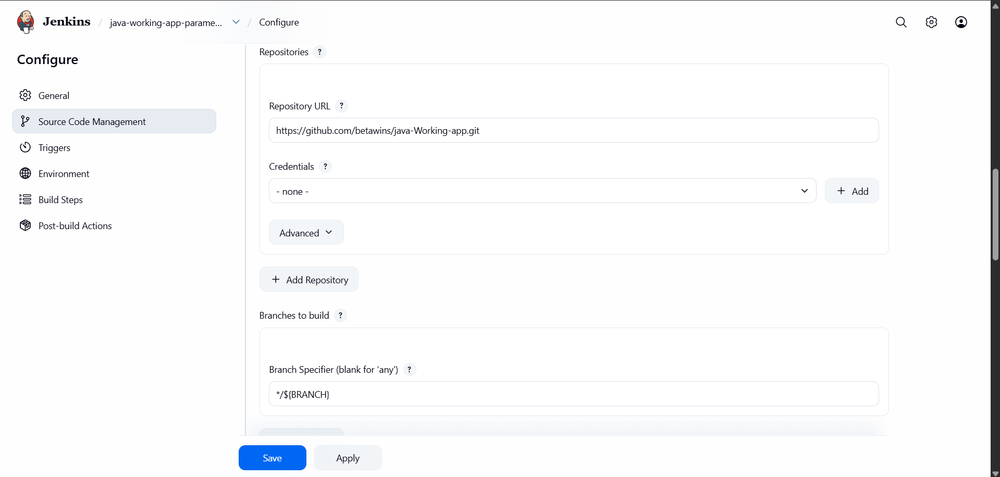 Jenkins / java-working-app-parame... / Configure
Configure
General
Source Code Management
Triggers
Environment
Build Steps
Post-build Actions
Repositories ?
Repository URL ?
https://github.com/betawins/java-Working-app.git
Credentials ?
- none -
+ Add
Advanced
+ Add Repository
Branches to build ?
Branch Specifier (blank for 'any') ?
*/${BRANCH}
Save
Apply